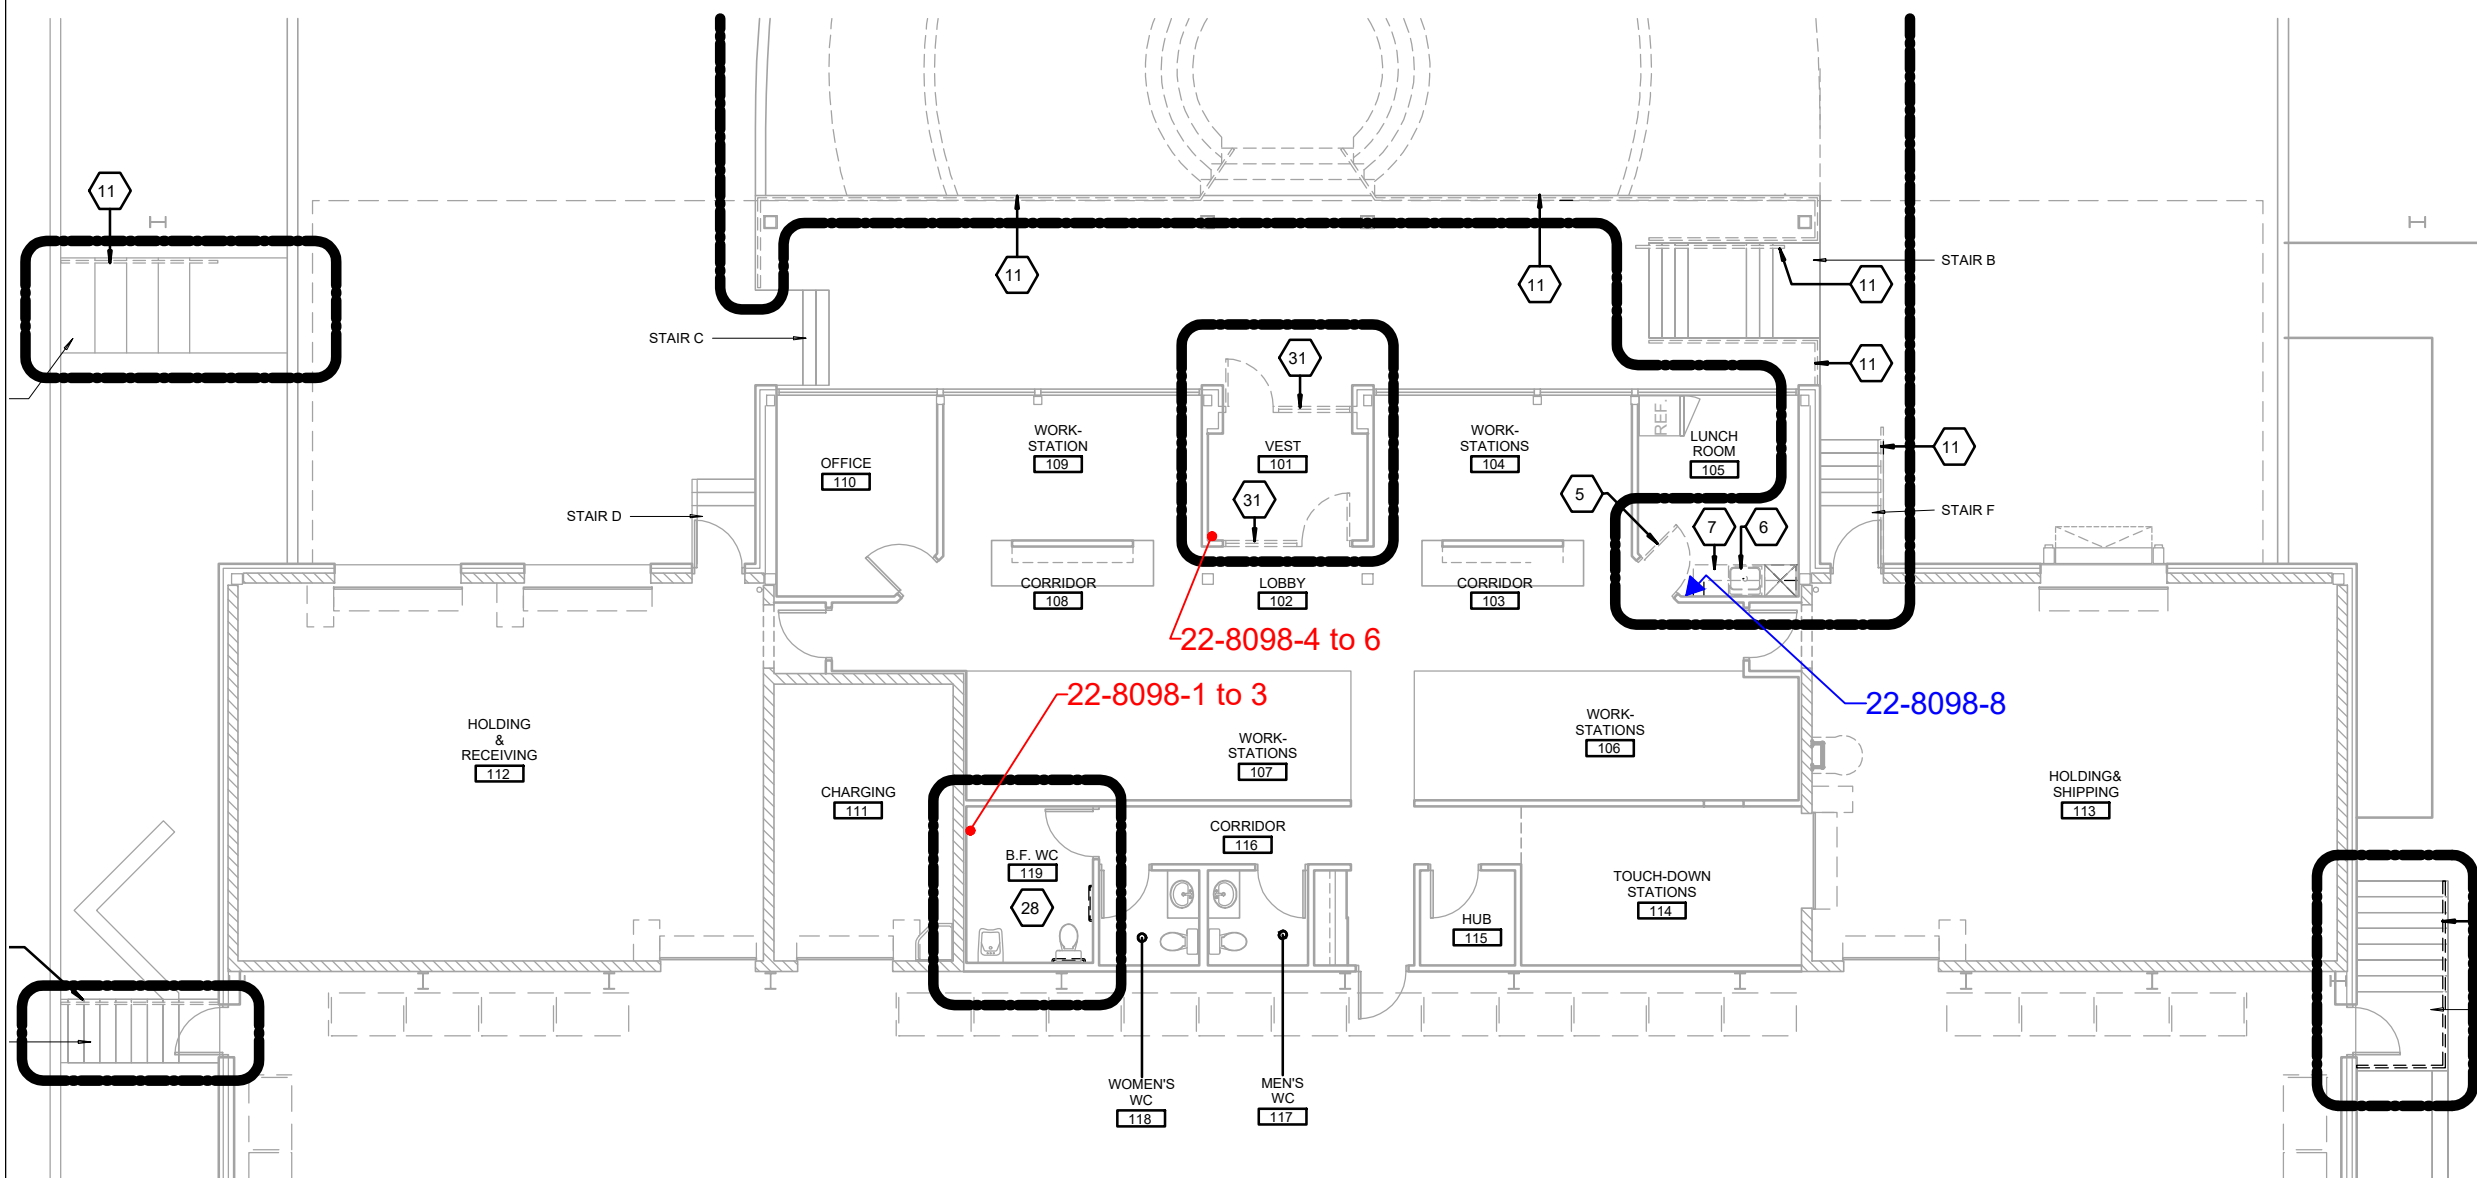 11
11
11
STAIR B
11
STAIR C
31
11
REF.
WORK-
STATION
109
VEST
101
WORK-
STATIONS
104
LUNCH
ROOM
105
11
OFFICE
110
31
5
STAIR D
7
6
STAIR F
CORRIDOR
108
LOBBY
102
CORRIDOR
103
22-8098-4 to 6
22-8098-1 to 3
22-8098-8
HOLDING
&
RECEIVING
112
WORK-
STATIONS
107
WORK-
STATIONS
106
CHARGING
111
HOLDING&
SHIPPING
113
CORRIDOR
116
B.F. WC
119
28
TOUCH-DOWN
STATIONS
114
HUB
115
WOMEN'S
WC
118
MEN'S
WC
117